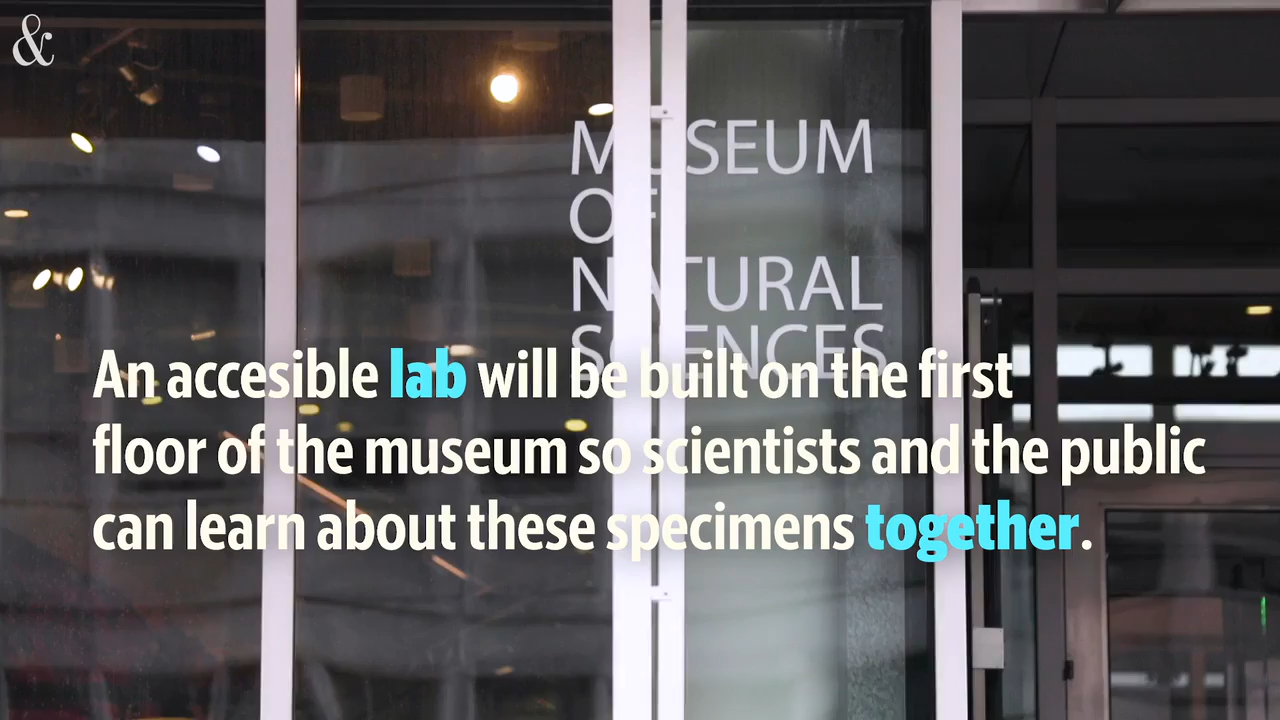 &
MUSEUM
OF
NATURAL
SCIENCES
An accesible lab will be built on the first
floor of the museum so scientists and the public
can learn about these specimens together.